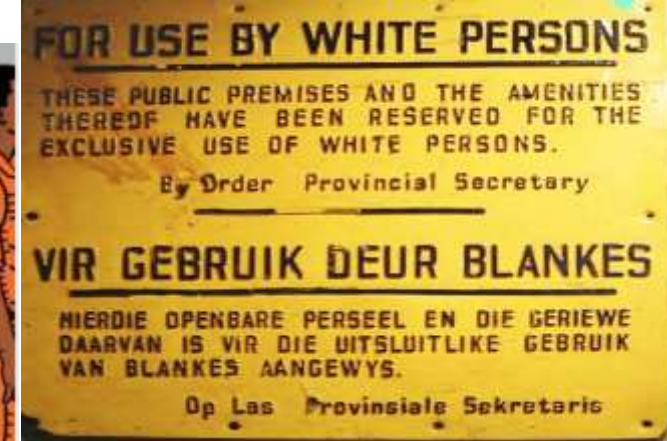 FOR USE BY WHITE PERSONS
THESE PUBLIC PREMISES AND THE AMENITIES
THEREOF HAVE BEEN RESERVED FOR THE
EXCLUSIVE USE OF WHITE PERSONS.
By Order Provincial Secretary
VIR GEBRUIK DEUR BLANKES
HIERDIE OPENBARE PERSEEL EN DIE GERIEWE
DAARVAN IS VIR DIE UITSLUITLIKE GEBRUIK
VAN BLANKES AANGEWYS.
Op Las Provinsiale Sekretaris